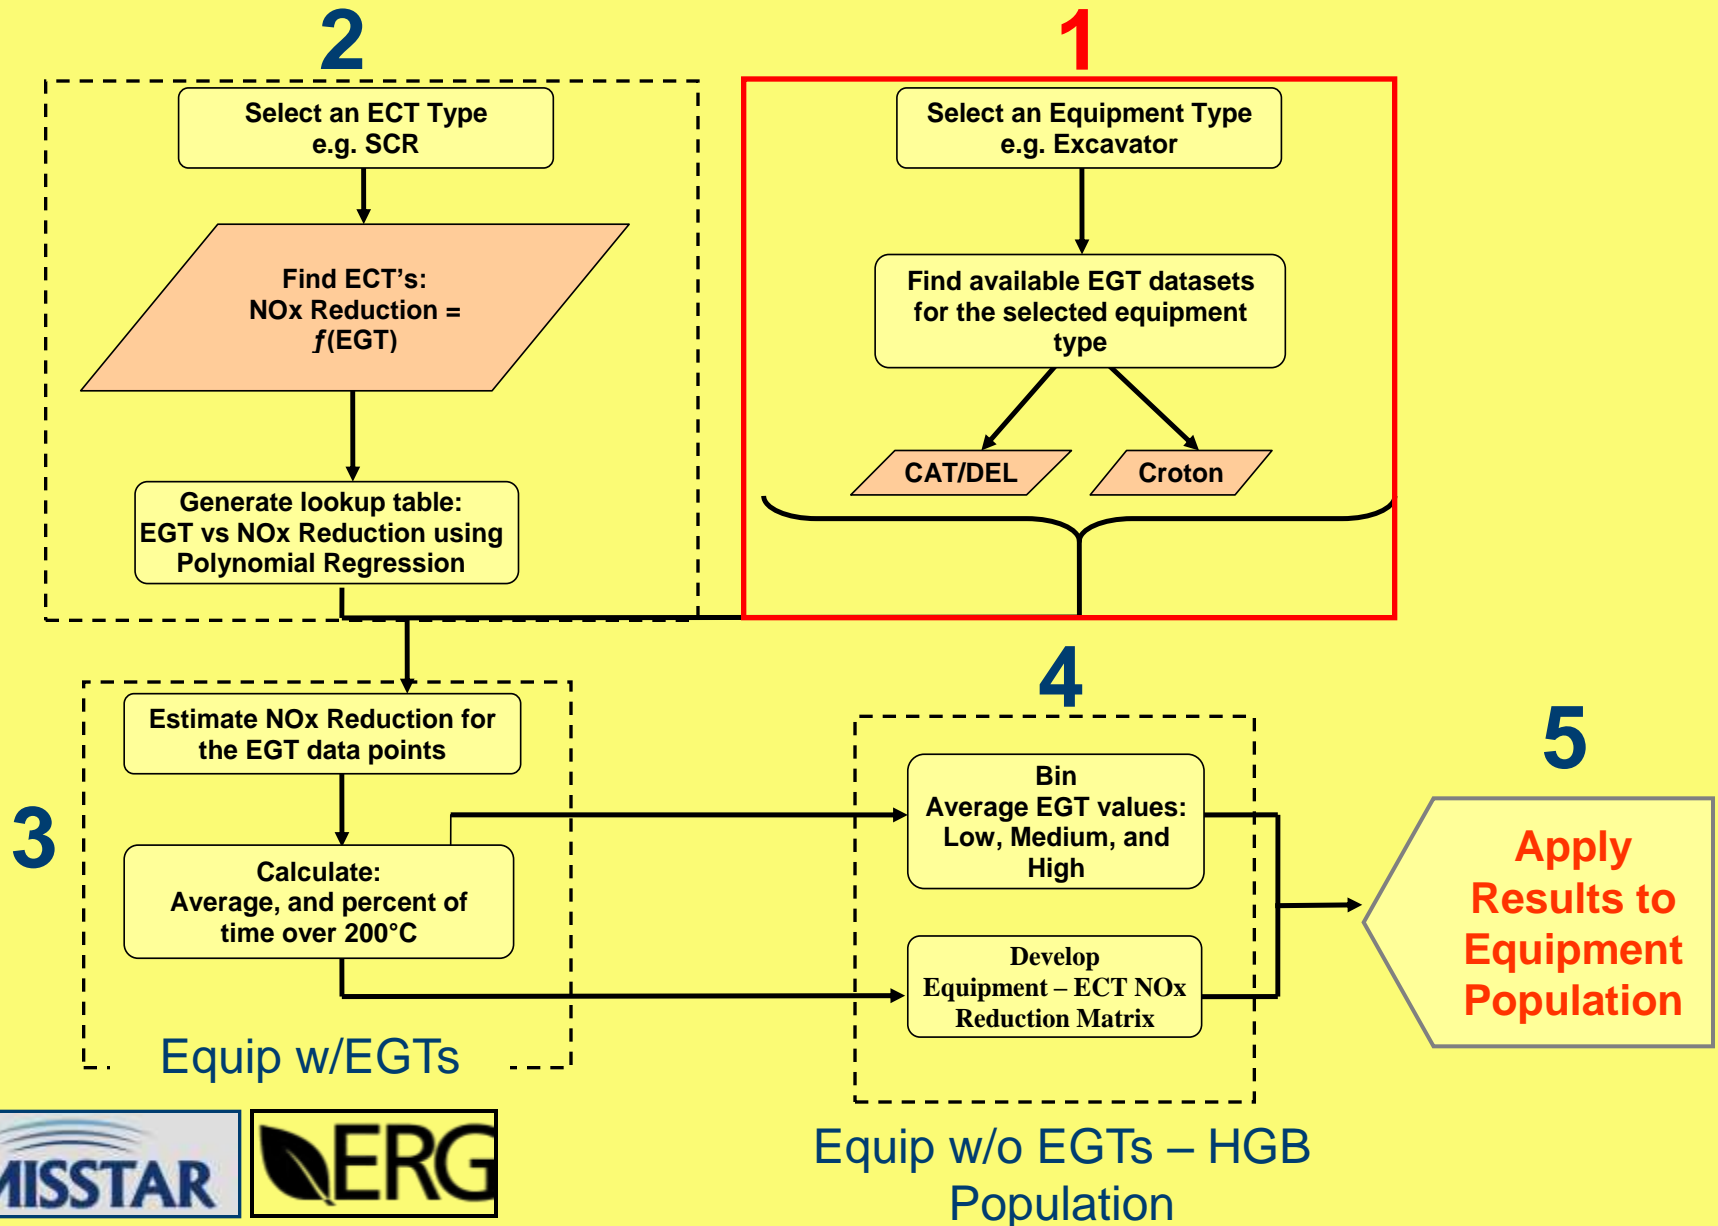 2
1
Select an ECT Type
e.g. SCR
Select an Equipment Type
e.g. Excavator
Find ECT’s:
NOx Reduction =
ƒ(EGT)
Find available EGT datasets
for the selected equipment
type
CAT/DEL
Croton
Generate lookup table:
EGT vs NOx Reduction using
Polynomial Regression
3
Estimate NOx Reduction for
the EGT data points
Calculate:
Average, and percent of
time over 200°C
Equip w/EGTs
4
Bin
Average EGT values:
Low, Medium, and
High
Develop
Equipment – ECT NOx
Reduction Matrix
Equip w/o EGTs – HGB
Population
5
Apply
Results to
Equipment
Population
MISSTAR
ERG